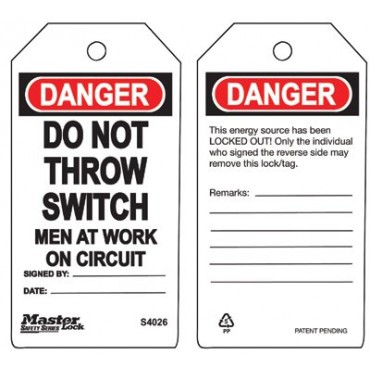 DANGER
DO NOT
THROW
SWITCH
MEN AT WORK
ON CIRCUIT
SIGNED BY:
DATE:
Master Lock
SAFETY SERIES
S4026
DANGER
This energy source has been
LOCKED OUT! Only the individual
who signed the reverse side may
remove this lock/tag.
Remarks:
5
PP
PATENT PENDING